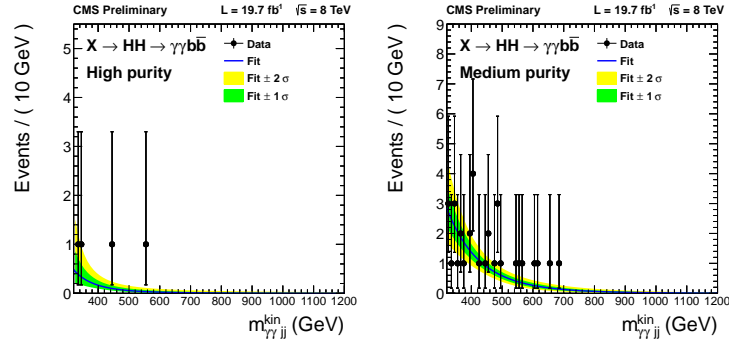 CMS Preliminary L = 19.7 fb⁻¹ √s = 8 TeV
X → HH → γγbb̅
High purity
Data
Fit
Fit ± 2 σ
Fit ± 1 σ
Events / ( 10 GeV )
5
4
3
2
1
0
400 500 600 700 800 900 1000 1100 1200
m^kin_γγ jj (GeV)
CMS Preliminary L = 19.7 fb⁻¹ √s = 8 TeV
X → HH → γγbb̅
Medium purity
Data
Fit
Fit ± 2 σ
Fit ± 1 σ
Events / ( 10 GeV )
9
8
7
6
5
4
3
2
1
0
400 500 600 700 800 900 1000 1100 1200
m^kin_γγ jj (GeV)